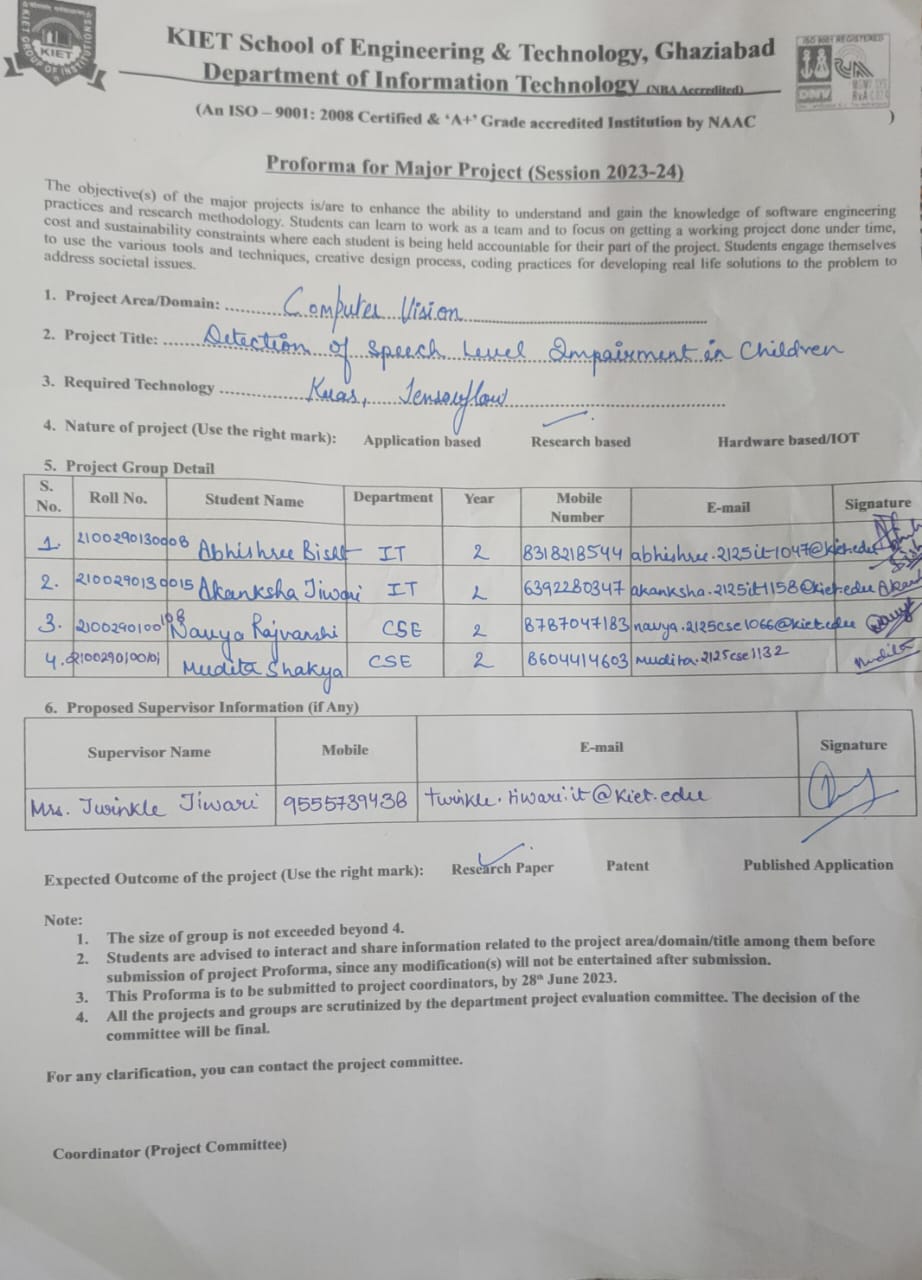 KIET
KIET GROUP OF INSTITUTIONS
KIET School of Engineering & Technology, Ghaziabad
ISO 9001 REGISTERED
DNV
Department of Information Technology (NBA Accredited)
(An ISO – 9001: 2008 Certified & ‘A+’ Grade accredited Institution by NAAC )
Proforma for Major Project (Session 2023-24)
The objective(s) of the major projects is/are to enhance the ability to understand and gain the knowledge of software engineering
practices and research methodology. Students can learn to work as a team and to focus on getting a working project done under time,
cost and sustainability constraints where each student is being held accountable for their part of the project. Students engage themselves
to use the various tools and techniques, creative design process, coding practices for developing real life solutions to the problem to
address societal issues.
1. Project Area/Domain: Computer Vision
2. Project Title: Detection of Speech Level Impairment in Children
3. Required Technology Keras, Tensorflow
4. Nature of project (Use the right mark): Application based Research based Hardware based/IOT
5. Project Group Detail
S. No. Roll No. Student Name Department Year Mobile Number E-mail Signature
1. 2100290130008 Abhishree Bisht IT 2 8318218544 abhishree.2125it1047@kiet.edu
2. 2100290130015 Akanksha Tiwari IT 2 6392280347 akanksha.2125it1158@kiet.edu
3. 2100290100108 Navya Rajvanshi CSE 2 8787047183 navya.2125cse1066@kiet.edu
4. 2100290100101 Mudita Shakya CSE 2 8604414603 mudita.2125cse1132 Mudita
6. Proposed Supervisor Information (if Any)
Supervisor Name Mobile E-mail Signature
Mrs. Twinkle Tiwari 9555739438 twinkle.tiwari.it@kiet.edu
Expected Outcome of the project (Use the right mark): Research Paper Patent Published Application
Note:
1. The size of group is not exceeded beyond 4.
2. Students are advised to interact and share information related to the project area/domain/title among them before
submission of project Proforma, since any modification(s) will not be entertained after submission.
3. This Proforma is to be submitted to project coordinators, by 28th June 2023.
4. All the projects and groups are scrutinized by the department project evaluation committee. The decision of the
committee will be final.
For any clarification, you can contact the project committee.
Coordinator (Project Committee)